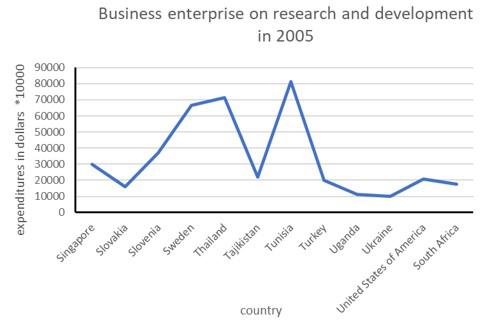 Business enterprise on research and development
in 2005
expenditures in dollars  *10000
90000
80000
70000
60000
50000
40000
30000
20000
10000
0
Singapore
Slovakia
Slovenia
Sweden
Thailand
Tajikistan
Tunisia
Turkey
Uganda
Ukraine
United States of America
South Africa
country